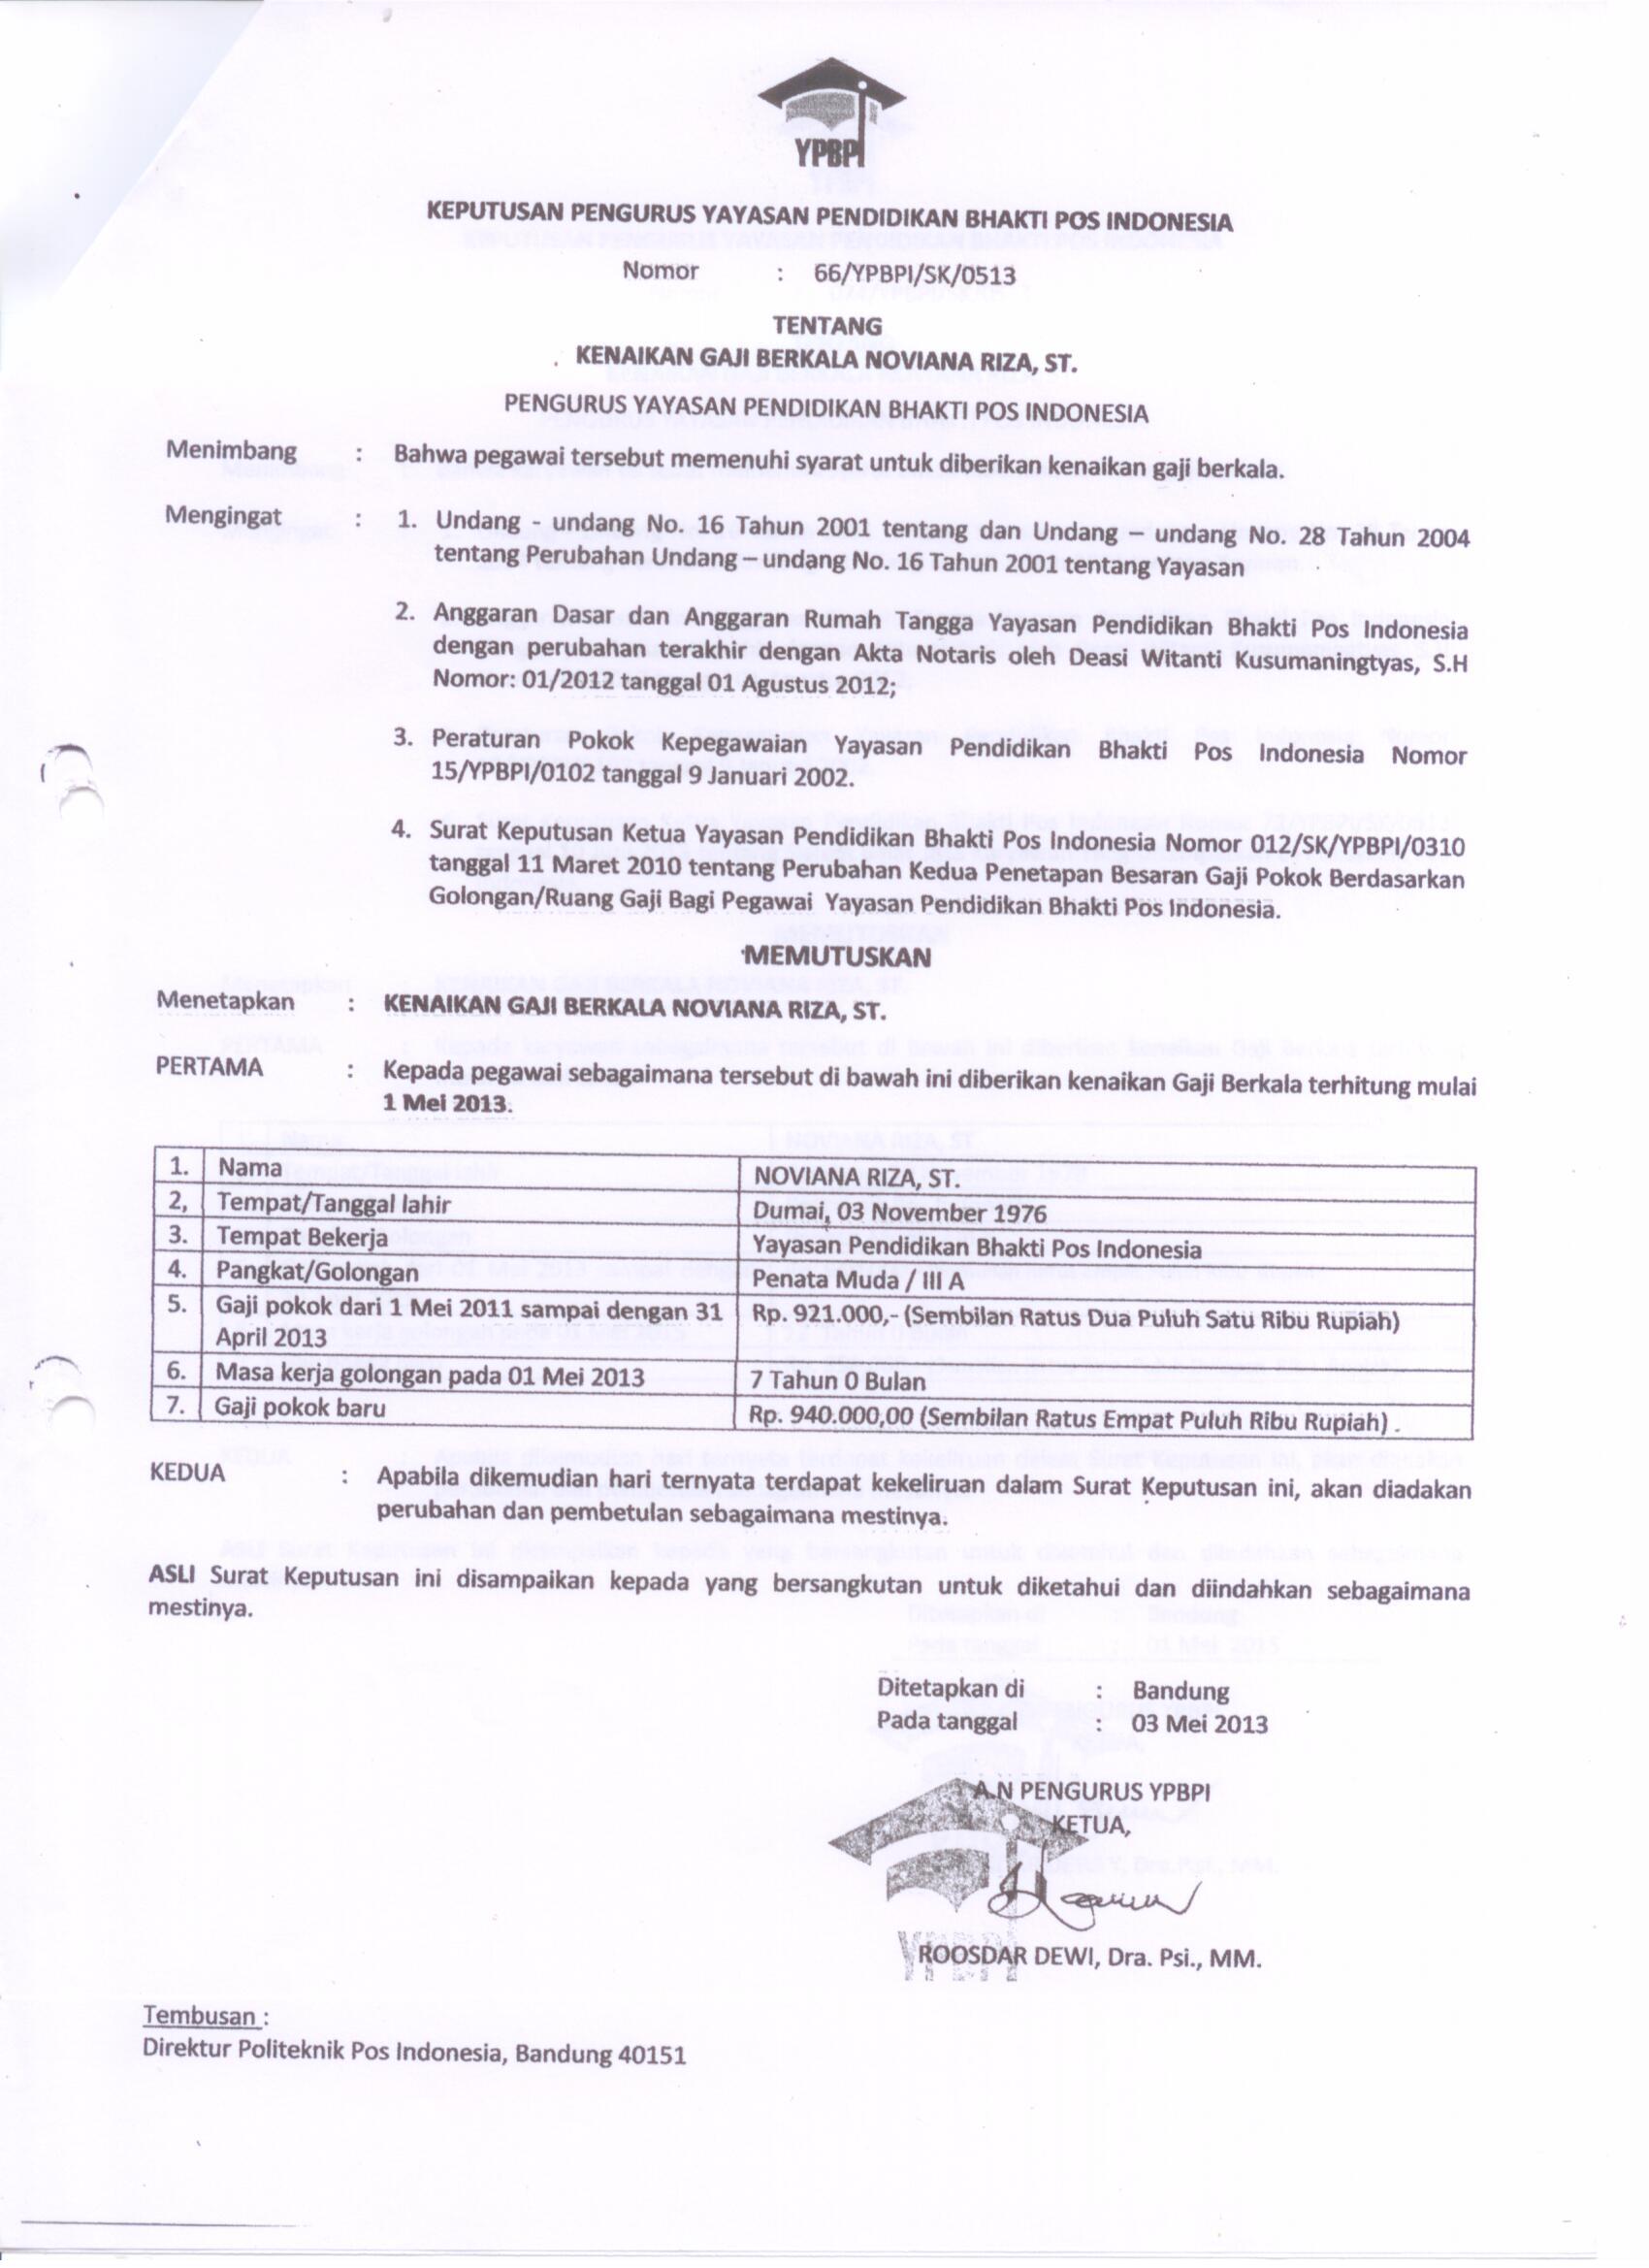 YPBPI
KEPUTUSAN PENGURUS YAYASAN PENDIDIKAN BHAKTI POS INDONESIA
Nomor : 66/YPBPI/SK/0513
TENTANG
KENAIKAN GAJI BERKALA NOVIANA RIZA, ST.
PENGURUS YAYASAN PENDIDIKAN BHAKTI POS INDONESIA
Menimbang : Bahwa pegawai tersebut memenuhi syarat untuk diberikan kenaikan gaji berkala.
Mengingat : 1. Undang - undang No. 16 Tahun 2001 tentang dan Undang – undang No. 28 Tahun 2004
tentang Perubahan Undang – undang No. 16 Tahun 2001 tentang Yayasan
2. Anggaran Dasar dan Anggaran Rumah Tangga Yayasan Pendidikan Bhakti Pos Indonesia
dengan perubahan terakhir dengan Akta Notaris oleh Deasi Witanti Kusumaningtyas, S.H
Nomor: 01/2012 tanggal 01 Agustus 2012;
3. Peraturan Pokok Kepegawaian Yayasan Pendidikan Bhakti Pos Indonesia Nomor
15/YPBPI/0102 tanggal 9 Januari 2002.
4. Surat Keputusan Ketua Yayasan Pendidikan Bhakti Pos Indonesia Nomor 012/SK/YPBPI/0310
tanggal 11 Maret 2010 tentang Perubahan Kedua Penetapan Besaran Gaji Pokok Berdasarkan
Golongan/Ruang Gaji Bagi Pegawai Yayasan Pendidikan Bhakti Pos Indonesia.
MEMUTUSKAN
Menetapkan : KENAIKAN GAJI BERKALA NOVIANA RIZA, ST.
PERTAMA : Kepada pegawai sebagaimana tersebut di bawah ini diberikan kenaikan Gaji Berkala terhitung mulai
1 Mei 2013.
1. Nama NOVIANA RIZA, ST.
2, Tempat/Tanggal lahir Dumai, 03 November 1976
3. Tempat Bekerja Yayasan Pendidikan Bhakti Pos Indonesia
4. Pangkat/Golongan Penata Muda / III A
5. Gaji pokok dari 1 Mei 2011 sampai dengan 31 Rp. 921.000,- (Sembilan Ratus Dua Puluh Satu Ribu Rupiah)
April 2013
6. Masa kerja golongan pada 01 Mei 2013 7 Tahun 0 Bulan
7. Gaji pokok baru Rp. 940.000,00 (Sembilan Ratus Empat Puluh Ribu Rupiah) .
KEDUA : Apabila dikemudian hari ternyata terdapat kekeliruan dalam Surat Keputusan ini, akan diadakan
perubahan dan pembetulan sebagaimana mestinya.
ASLI Surat Keputusan ini disampaikan kepada yang bersangkutan untuk diketahui dan diindahkan sebagaimana
mestinya.
Ditetapkan di : Bandung
Pada tanggal : 03 Mei 2013
A.N PENGURUS YPBPI
KETUA,
YPBPI
ROOSDAR DEWI, Dra. Psi., MM.
Tembusan :
Direktur Politeknik Pos Indonesia, Bandung 40151